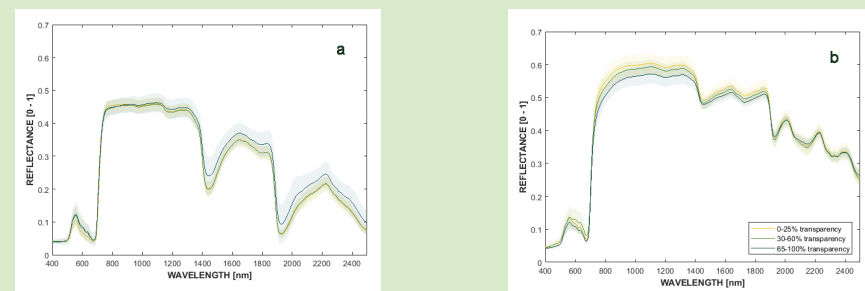 0.7
0.6
0.5
0.4
0.3
0.2
0.1
0
REFLECTANCE [0 - 1]
a
400 600 800 1000 1200 1400 1600 1800 2000 2200 2400
WAVELENGTH [nm]
0.7
0.6
0.5
0.4
0.3
0.2
0.1
0
REFLECTANCE [0 - 1]
b
0-25% transparency
30-60% transparency
65-100% transparency
400 600 800 1000 1200 1400 1600 1800 2000 2200 2400
WAVELENGTH [nm]